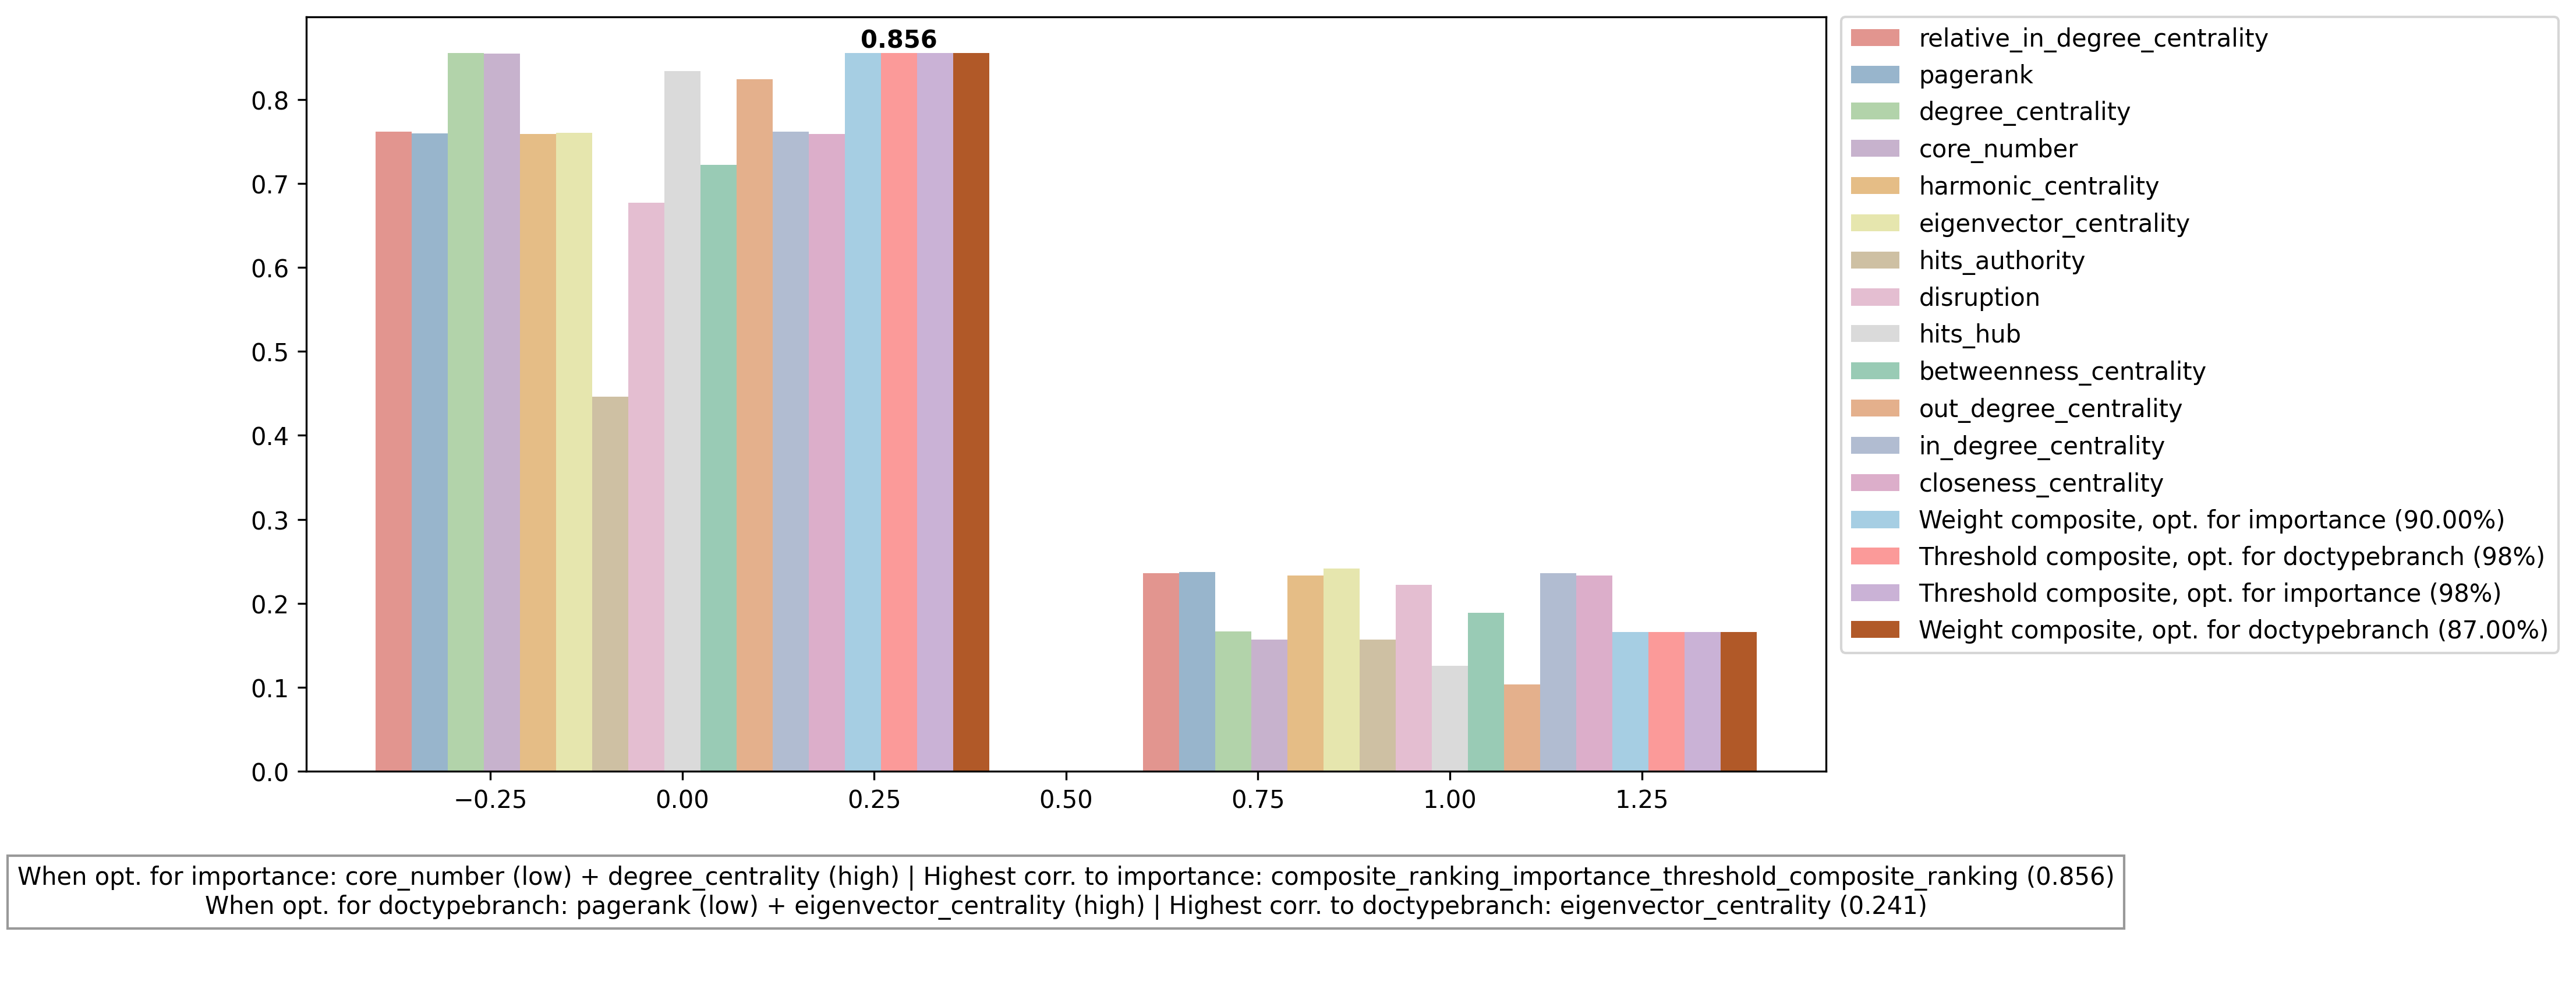 0.856
0.8
0.7
0.6
0.5
0.4
0.3
0.2
0.1
0.0
−0.25 0.00 0.25 0.50 0.75 1.00 1.25
relative_in_degree_centrality
pagerank
degree_centrality
core_number
harmonic_centrality
eigenvector_centrality
hits_authority
disruption
hits_hub
betweenness_centrality
out_degree_centrality
in_degree_centrality
closeness_centrality
Weight composite, opt. for importance (90.00%)
Threshold composite, opt. for doctypebranch (98%)
Threshold composite, opt. for importance (98%)
Weight composite, opt. for doctypebranch (87.00%)
When opt. for importance: core_number (low) + degree_centrality (high) | Highest corr. to importance: composite_ranking_importance_threshold_composite_ranking (0.856)
When opt. for doctypebranch: pagerank (low) + eigenvector_centrality (high) | Highest corr. to doctypebranch: eigenvector_centrality (0.241)